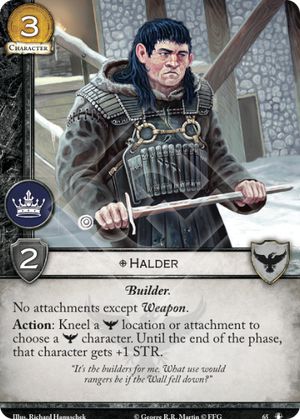 3
CHARACTER
2
HALDER
Builder.
No attachments except Weapon.
Action: Kneel a location or attachment to
choose a character. Until the end of the phase,
that character gets +1 STR.
"It's the builders for me. What use would
rangers be if the Wall fell down?"
Illus. Richard Hanuschek © George R.R. Martin © FFG 65